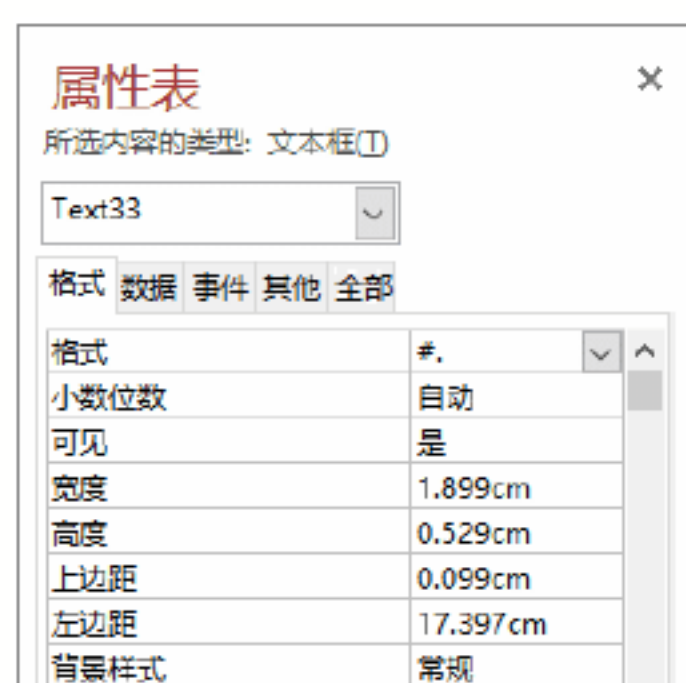 属性表
所选内容的类型: 文本框(T)
Text33
格式 数据 事件 其他 全部
格式 #.
小数位数 自动
可见 是
宽度 1.899cm
高度 0.529cm
上边距 0.099cm
左边距 17.397cm
背景样式 常规